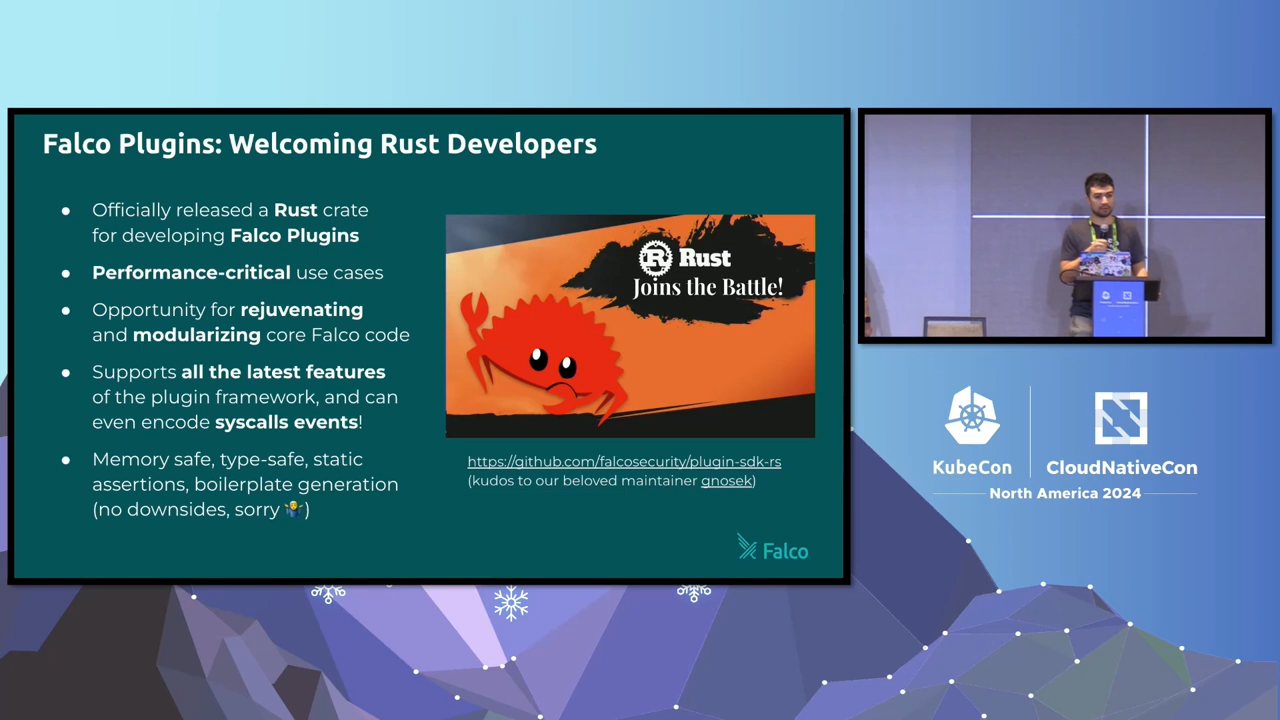 Falco Plugins: Welcoming Rust Developers
● Officially released a Rust crate
for developing Falco Plugins
● Performance-critical use cases
● Opportunity for rejuvenating
and modularizing core Falco code
● Supports all the latest features
of the plugin framework, and can
even encode syscalls events!
● Memory safe, type-safe, static
assertions, boilerplate generation
(no downsides, sorry 🤷‍♂️)
R Rust
Joins the Battle!
https://github.com/falcosecurity/plugin-sdk-rs
(kudos to our beloved maintainer gnosek)
Falco
KubeCon
CloudNativeCon
North America 2024